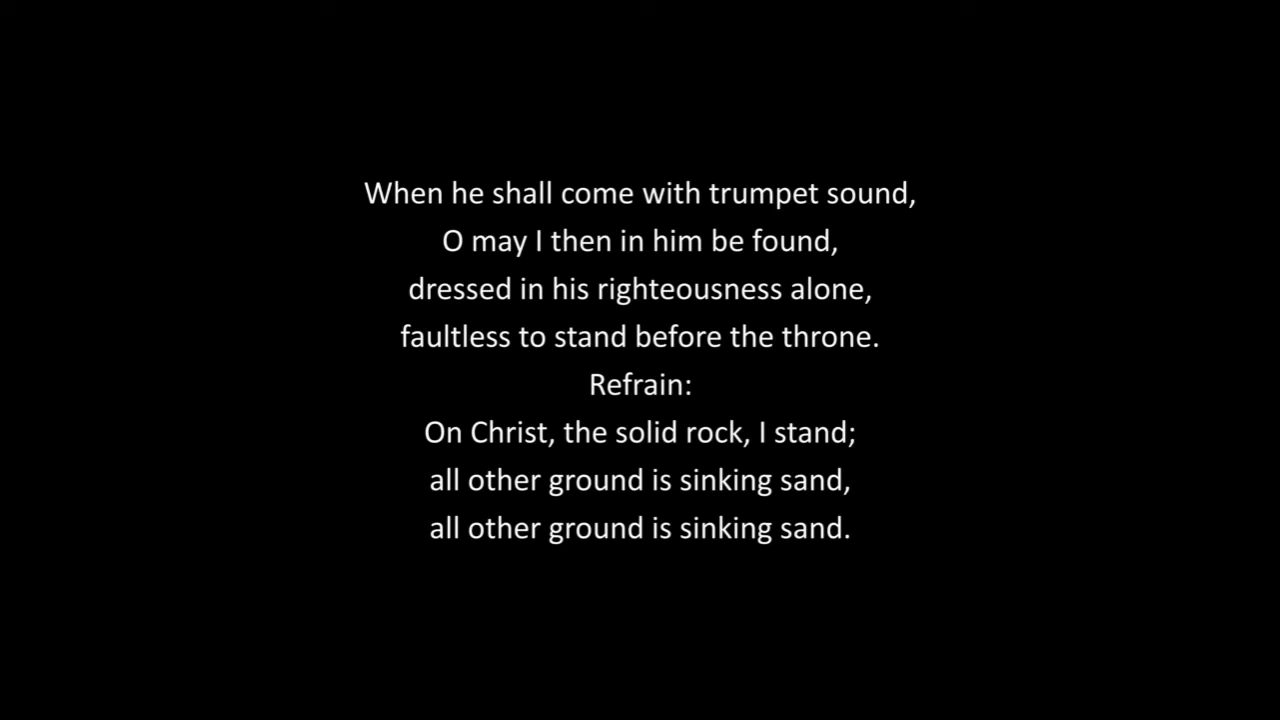 When he shall come with trumpet sound,
O may I then in him be found,
dressed in his righteousness alone,
faultless to stand before the throne.
Refrain:
On Christ, the solid rock, I stand;
all other ground is sinking sand,
all other ground is sinking sand.